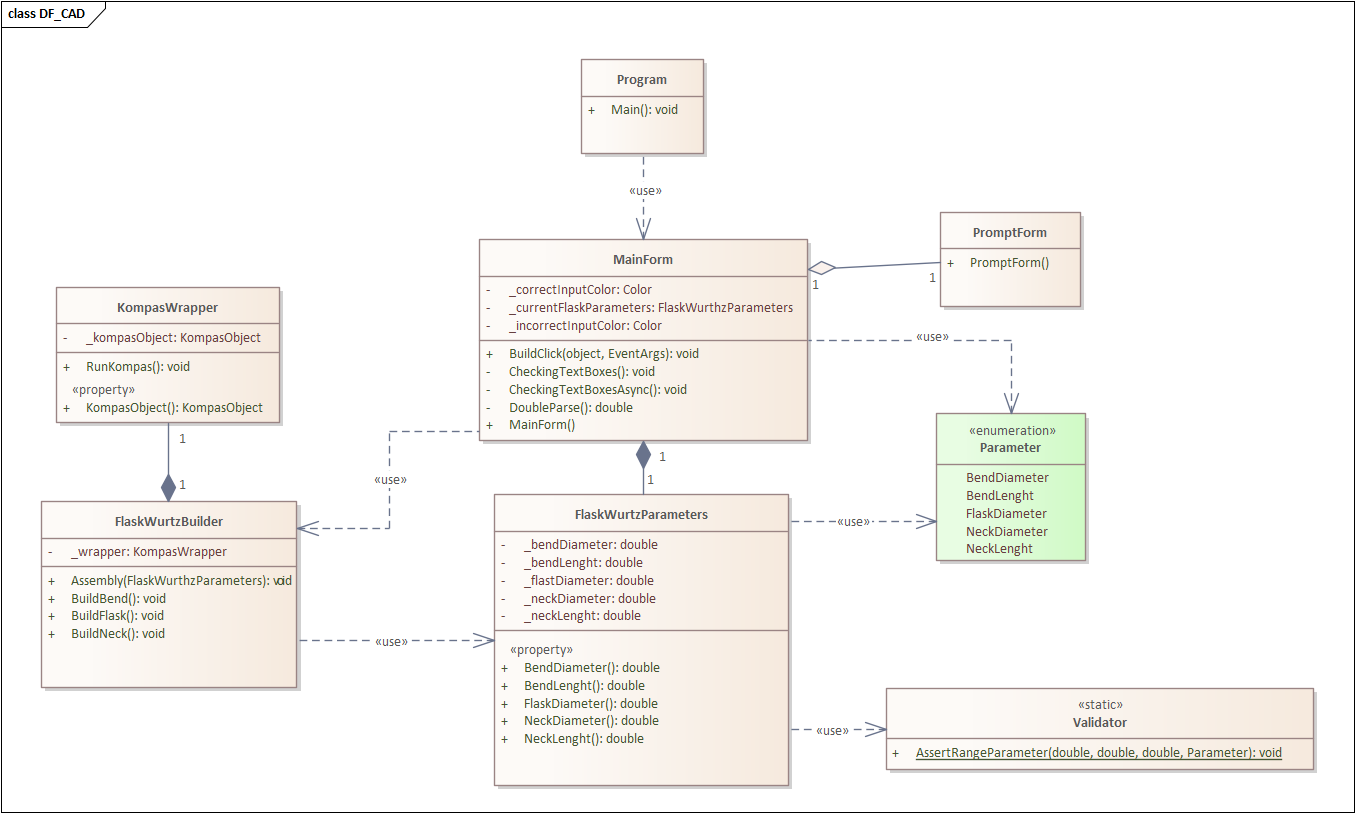 class DF_CAD
Program
+ Main(): void
«use»
PromptForm
+ PromptForm()
1
1
MainForm
- _correctInputColor: Color
- _currentFlaskParameters: FlaskWurthzParameters
- _incorrectInputColor: Color
+ BuildClick(object, EventArgs): void
- CheckingTextBoxes(): void
- CheckingTextBoxesAsync(): void
- DoubleParse(): double
+ MainForm()
«use»
KompasWrapper
- _kompasObject: KompasObject
+ RunKompas(): void
«property»
+ KompasObject(): KompasObject
1
1
«use»
1
1
«enumeration»
Parameter
BendDiameter
BendLenght
FlaskDiameter
NeckDiameter
NeckLenght
FlaskWurtzBuilder
- _wrapper: KompasWrapper
+ Assembly(FlaskWurthzParameters): void
+ BuildBend(): void
+ BuildFlask(): void
+ BuildNeck(): void
«use»
FlaskWurtzParameters
- _bendDiameter: double
- _bendLenght: double
- _flastDiameter: double
- _neckDiameter: double
- _neckLenght: double
«property»
+ BendDiameter(): double
+ BendLenght(): double
+ FlaskDiameter(): double
+ NeckDiameter(): double
+ NeckLenght(): double
«use»
«use»
«static»
Validator
+ AssertRangeParameter(double, double, double, Parameter): void